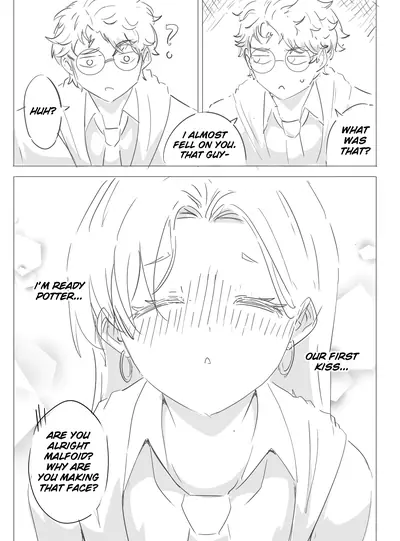 WHAT
WAS
THAT?
I ALMOST
FELL ON YOU.
THAT GUY-
?
HUH?
I'M READY
POTTER...
OUR FIRST
KISS...
ARE YOU
ALRIGHT
MALFOID?
WHY ARE
YOU MAKING
THAT FACE?